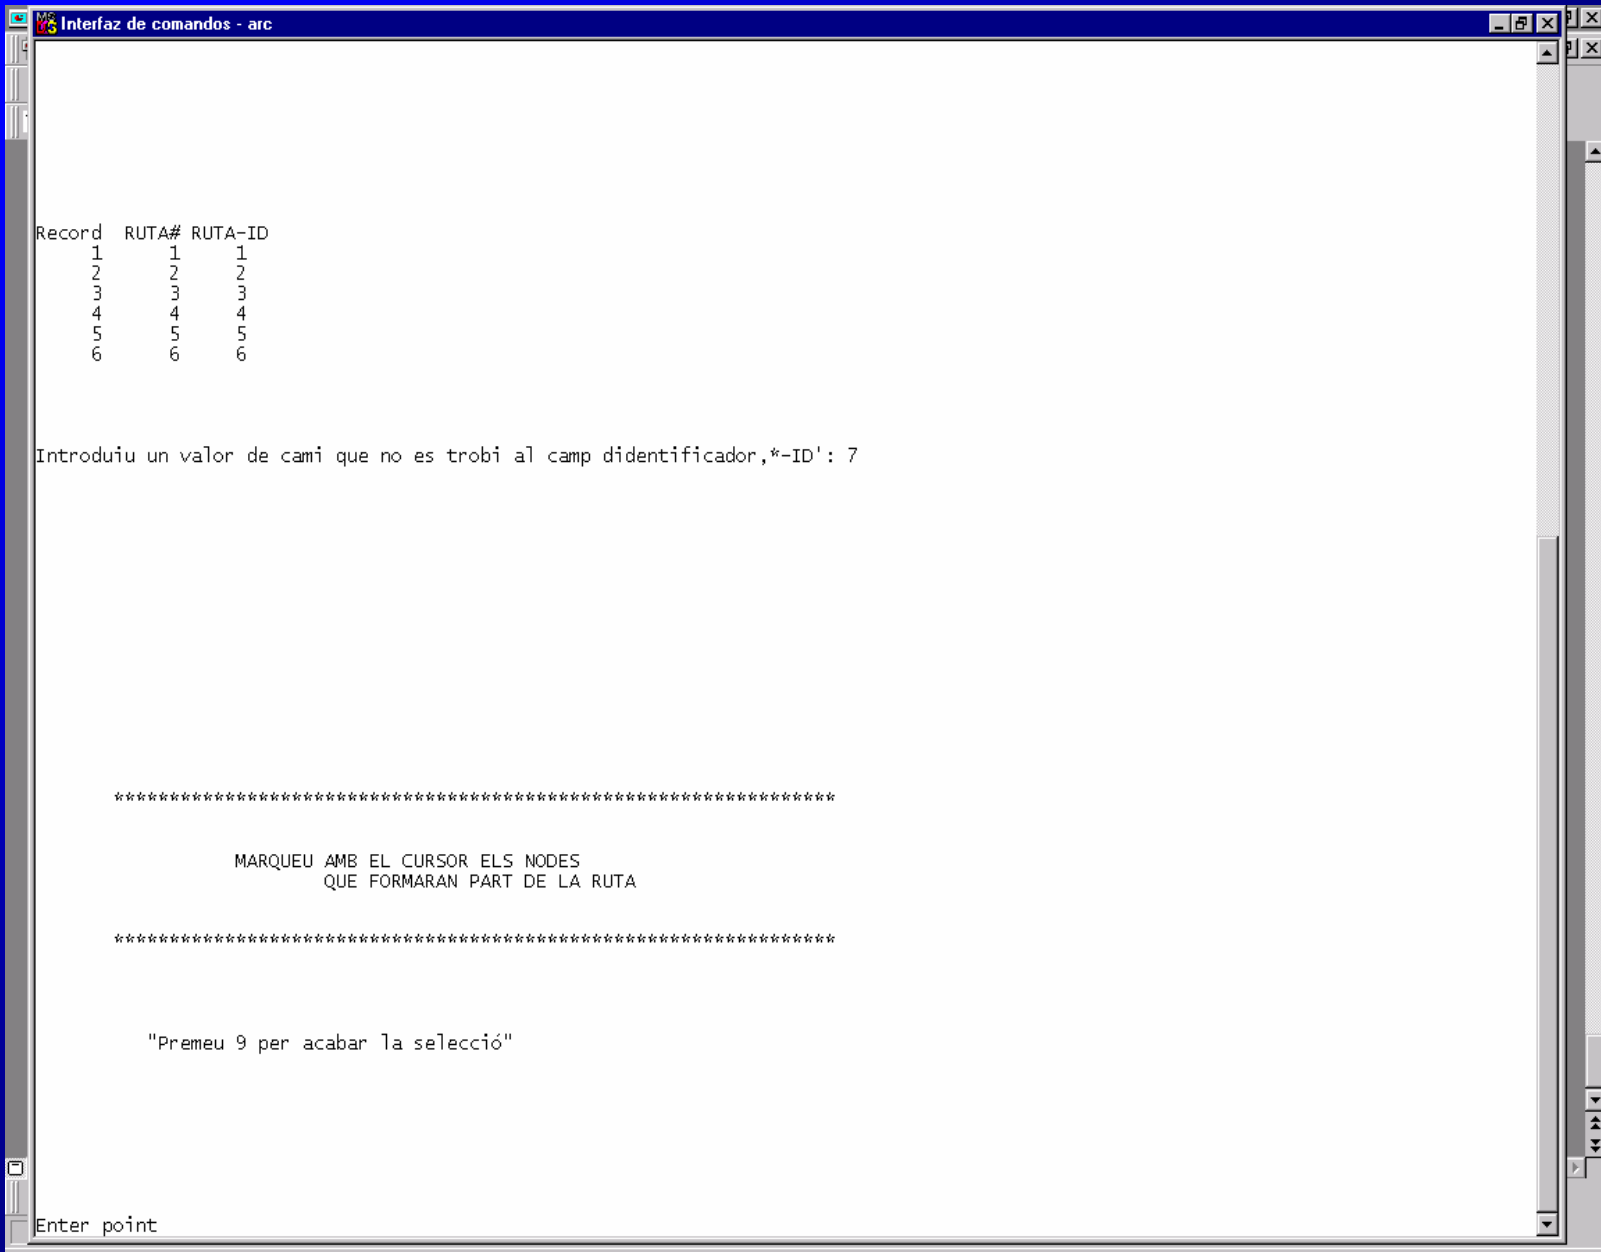 Interfaz de comandos - arc
Record RUTA# RUTA-ID
1 1 1
2 2 2
3 3 3
4 4 4
5 5 5
6 6 6
Introduiu un valor de cami que no es trobi al camp didentificador,*-ID': 7
*****************************************************************
MARQUEU AMB EL CURSOR ELS NODES
QUE FORMARAN PART DE LA RUTA
*****************************************************************
"Premeu 9 per acabar la selecció"
Enter point